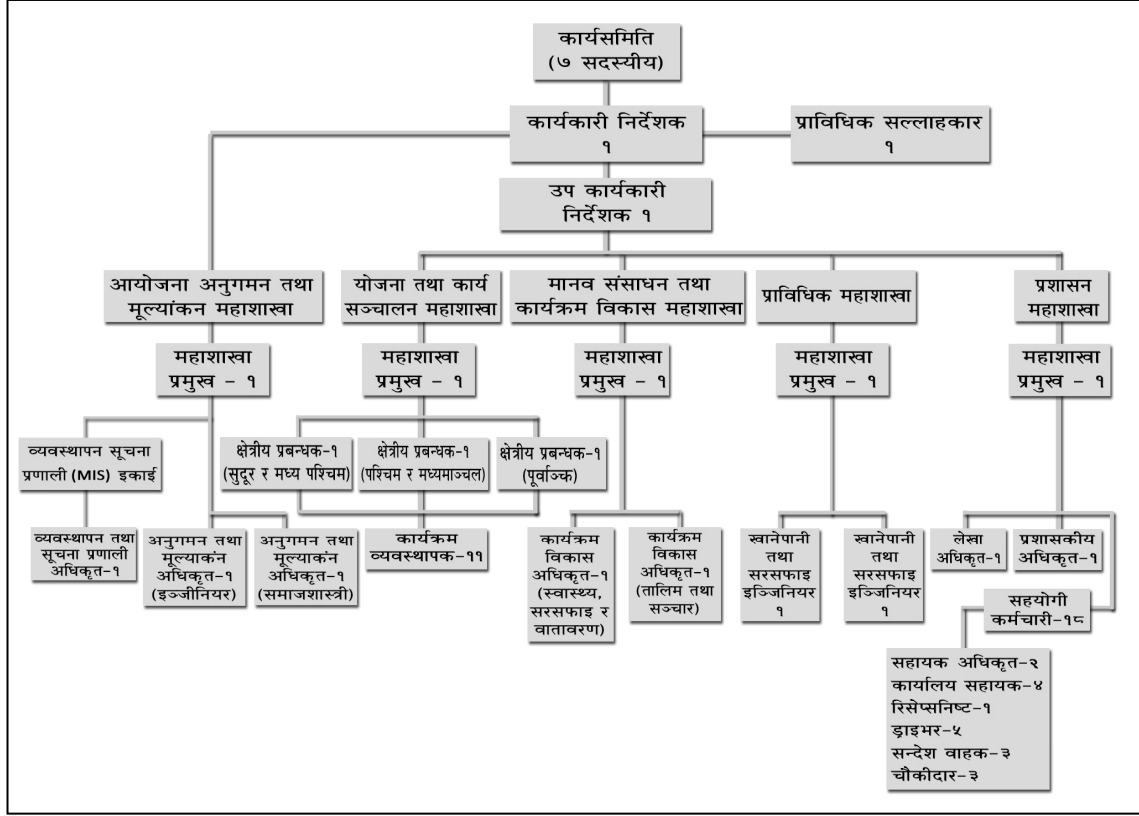 कार्यसमिति
(७ सदस्यीय)
कार्यकारी निर्देशक
१
प्राविधिक सल्लाहकार
१
उप कार्यकारी
निर्देशक १
आयोजना अनुगमन तथा
मूल्यांकन महाशाखा
योजना तथा कार्य
सञ्चालन महाशाखा
मानव संसाधन तथा
कार्यक्रम विकास महाशाखा
प्राविधिक महाशाखा
प्रशासन
महाशाखा
महाशाखा
प्रमुख - १
महाशाखा
प्रमुख - १
महाशाखा
प्रमुख - १
महाशाखा
प्रमुख - १
महाशाखा
प्रमुख - १
व्यवस्थापन सूचना
प्रणाली (MIS) इकाई
क्षेत्रीय प्रबन्धक-१
(सुदूर र मध्य पश्चिम)
क्षेत्रीय प्रबन्धक-१
(पश्चिम र मध्यमाञ्चल)
क्षेत्रीय प्रबन्धक-१
(पूर्वाञ्क)
व्यवस्थापन तथा
सूचना प्रणाली
अधिकृत-१
अनुगमन तथा
मूल्याकंन
अधिकृत-१
(इञ्जीनियर)
अनुगमन तथा
मूल्याकंन
अधिकृत-१
(समाजशास्त्री)
कार्यक्रम
व्यवस्थापक-११
कार्यक्रम
विकास
अधिकृत-१
(स्वास्थ्य,
सरसफाइ र
वातावरण)
कार्यक्रम
विकास
अधिकृत-१
(तालिम तथा
सञ्चार)
खानेपानी
तथा
सरसफाइ
इञ्जिनियर
१
खानेपानी
तथा
सरसफाइ
इञ्जिनियर
१
लेखा
अधिकृत-१
प्रशासकीय
अधिकृत-१
सहयोगी
कर्मचारी-१८
सहायक अधिकृत-२
कार्यालय सहायक-४
रिसेप्सनिष्ट-१
ड्राइभर-५
सन्देश वाहक-३
चौकीदार-३